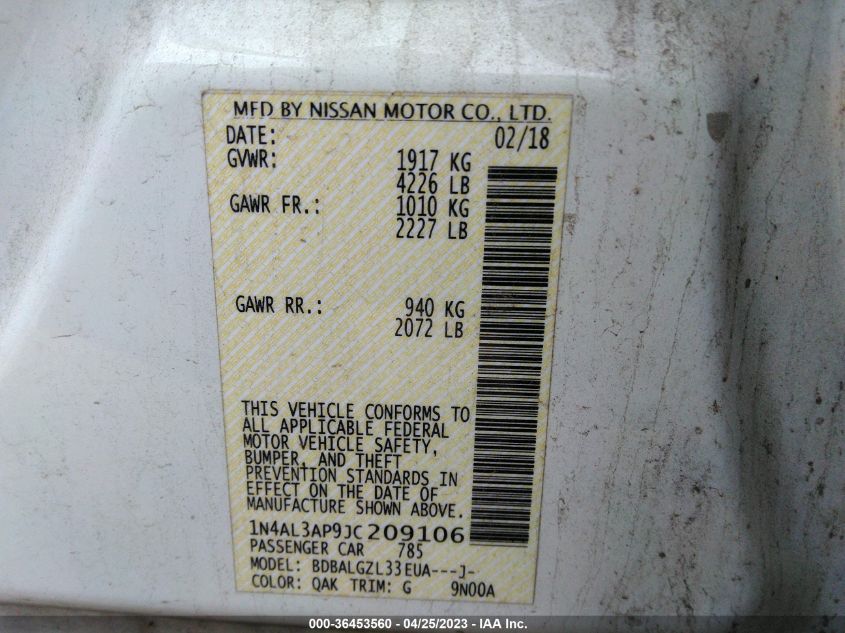 MFD BY NISSAN MOTOR CO., LTD.
DATE: 02/18
GVWR: 1917 KG
4226 LB
GAWR FR.: 1010 KG
2227 LB
GAWR RR.: 940 KG
2072 LB
THIS VEHICLE CONFORMS TO
ALL APPLICABLE FEDERAL
MOTOR VEHICLE SAFETY,
BUMPER, AND THEFT
PREVENTION STANDARDS IN
EFFECT ON THE DATE OF
MANUFACTURE SHOWN ABOVE.
1N4AL3AP9JC209106
PASSENGER CAR 785
MODEL: BDBALGZL33EUA---J-
COLOR: QAK TRIM: G 9N00A
000-36453560 - 04/25/2023 - IAA Inc.